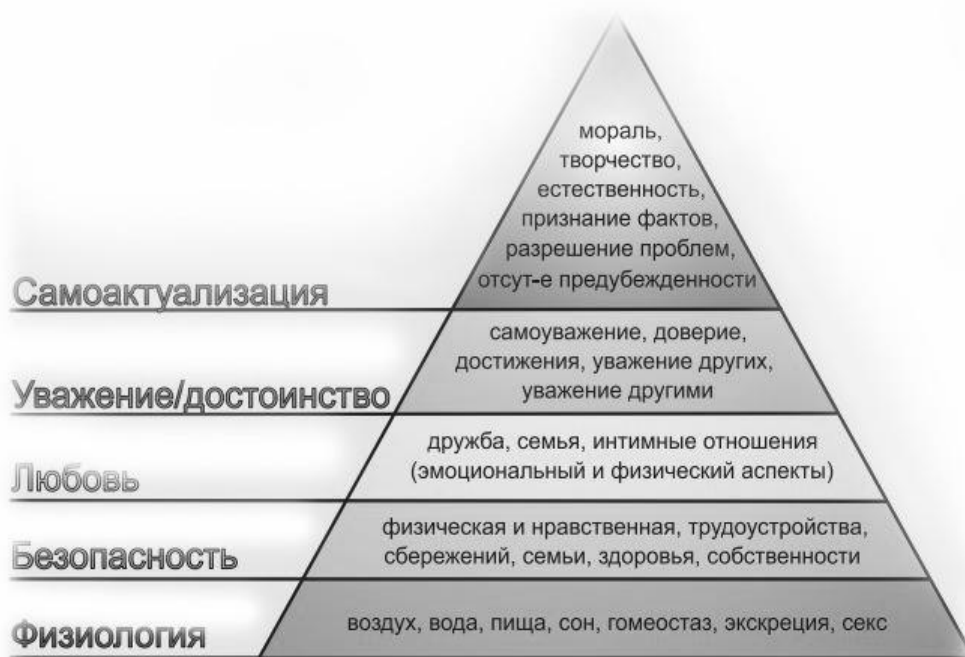 мораль,
творчество,
естественность,
признание фактов,
разрешение проблем,
отсут-е предубежденности
Самоактуализация
самоуважение, доверие,
достижения, уважение других,
уважение другими
Уважение/достоинство
дружба, семья, интимные отношения
(эмоциональный и физический аспекты)
Любовь
физическая и нравственная, трудоустройства,
сбережений, семьи, здоровья, собственности
Безопасность
воздух, вода, пища, сон, гомеостаз, экскреция, секс
Физиология